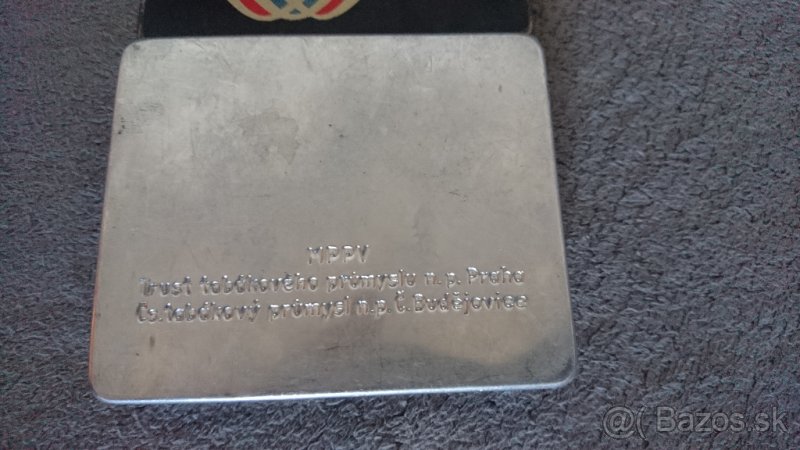 MPPV
Trust tabákového průmyslu n.p. Praha
Čs. tabákový průmysl n.p. Č. Budějovice
@ Bazos.sk